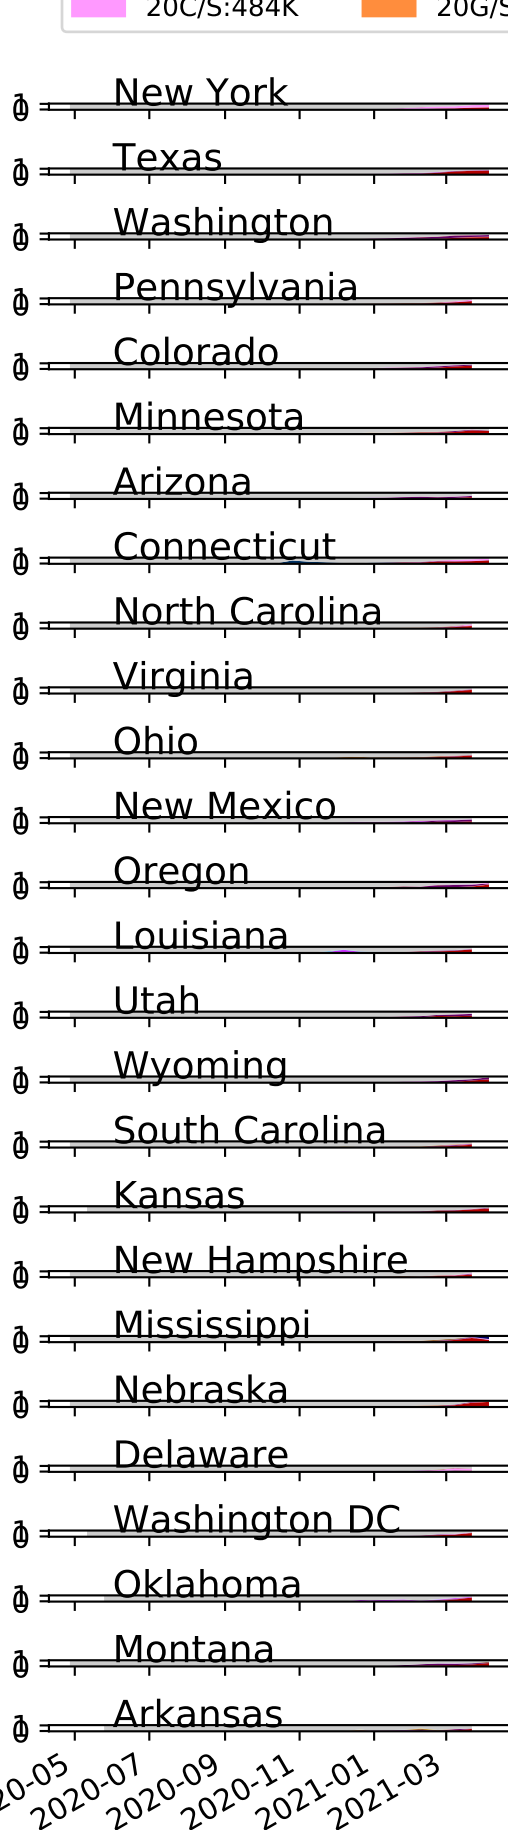 20C/S:484K 20G/S
New York
Texas
Washington
Pennsylvania
Colorado
Minnesota
Arizona
Connecticut
North Carolina
Virginia
Ohio
New Mexico
Oregon
Louisiana
Utah
Wyoming
South Carolina
Kansas
New Hampshire
Mississippi
Nebraska
Delaware
Washington DC
Oklahoma
Montana
Arkansas
20-05 2020-07 2020-09 2020-11 2021-01 2021-03